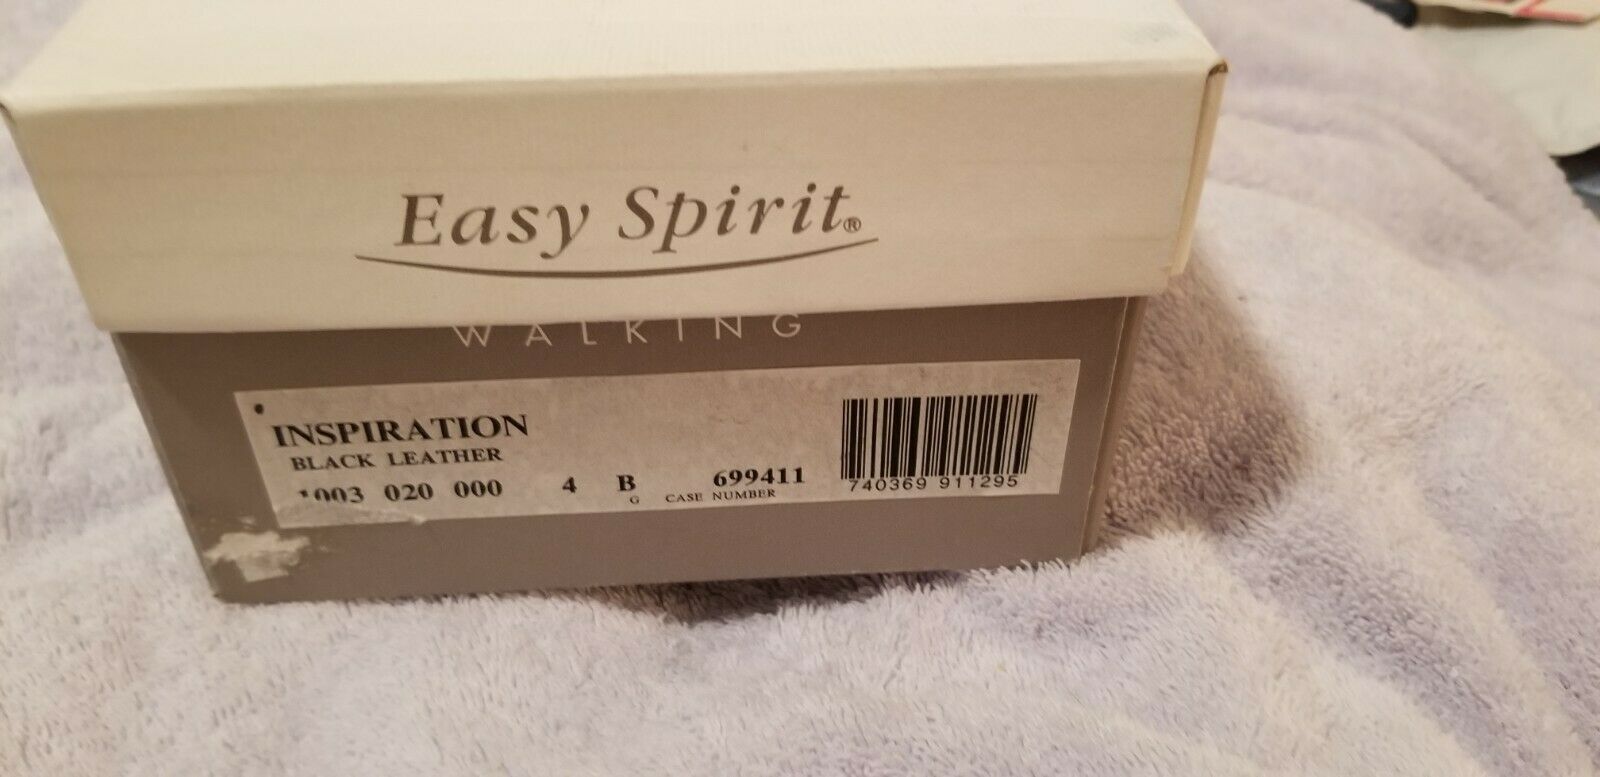 Easy Spirit®
WALKING
INSPIRATION
BLACK LEATHER
1003 020 000 4 B 699411
G CASE NUMBER
740369 911295